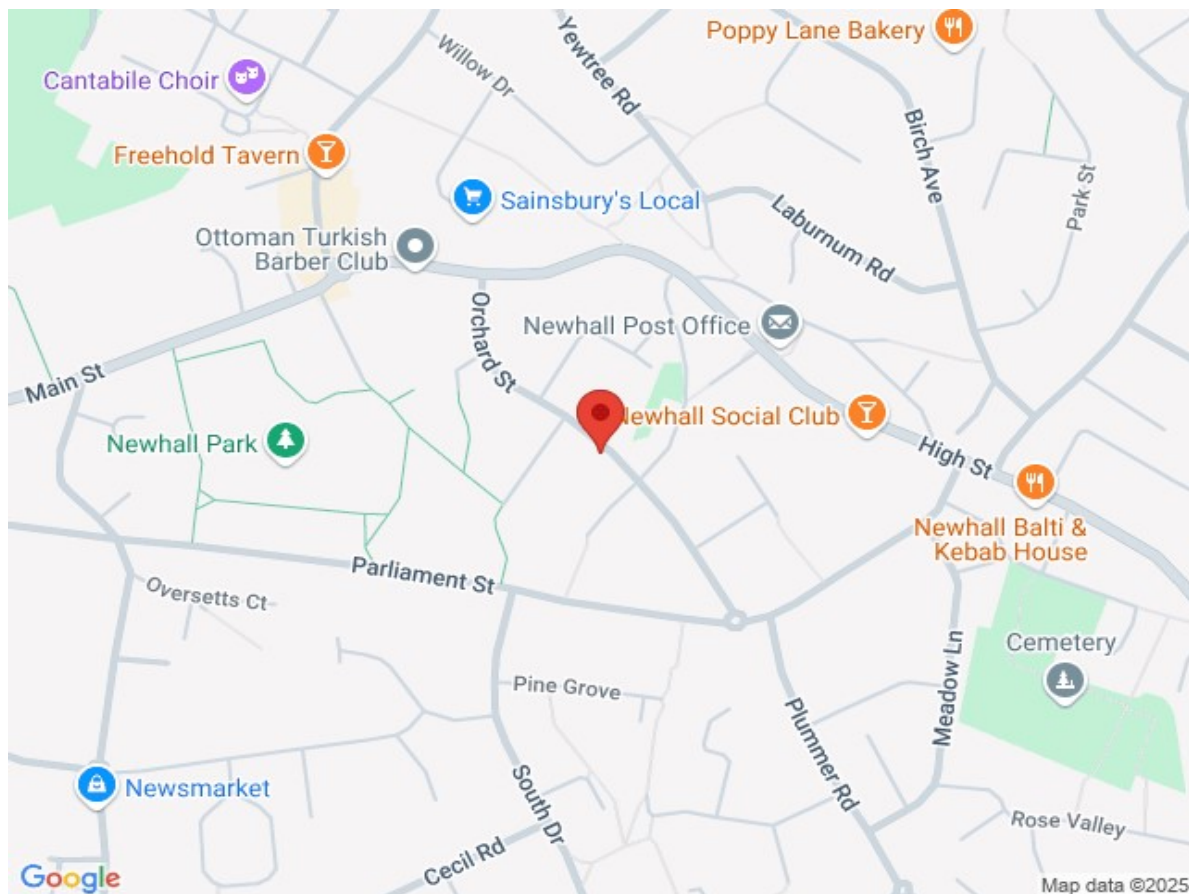 Poppy Lane Bakery
Yewtree Rd
Willow Dr
Cantabile Choir
Birch Ave
Freehold Tavern
Park St
Sainsbury's Local
Laburnum Rd
Ottoman Turkish
Barber Club
Orchard St
Newhall Post Office
Main St
Newhall Social Club
Newhall Park
High St
Newhall Balti &
Kebab House
Parliament St
Oversetts Ct
Cemetery
Meadow Ln
Pine Grove
Plummer Rd
Newsmarket
South Dr
Rose Valley
Cecil Rd
Google
Map data ©2025